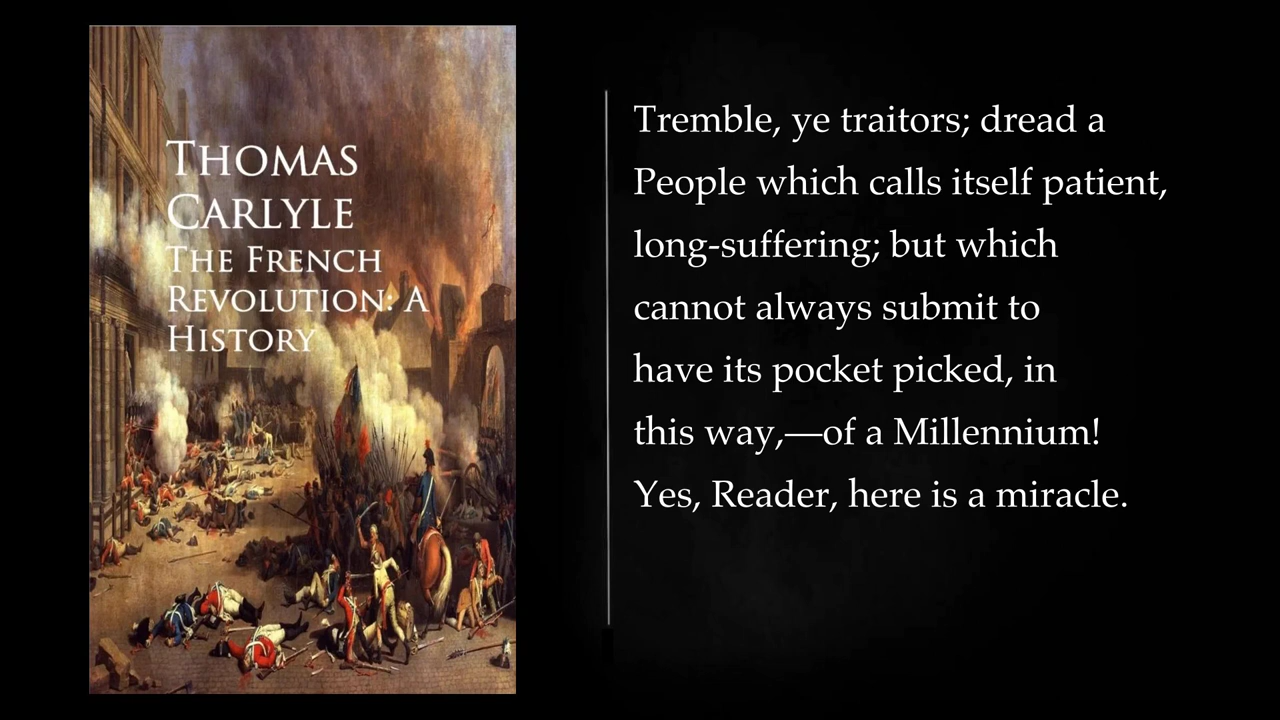 THOMAS
CARLYLE
THE FRENCH
REVOLUTION: A
HISTORY
Tremble, ye traitors; dread a
People which calls itself patient,
long-suffering; but which
cannot always submit to
have its pocket picked, in
this way,—of a Millennium!
Yes, Reader, here is a miracle.